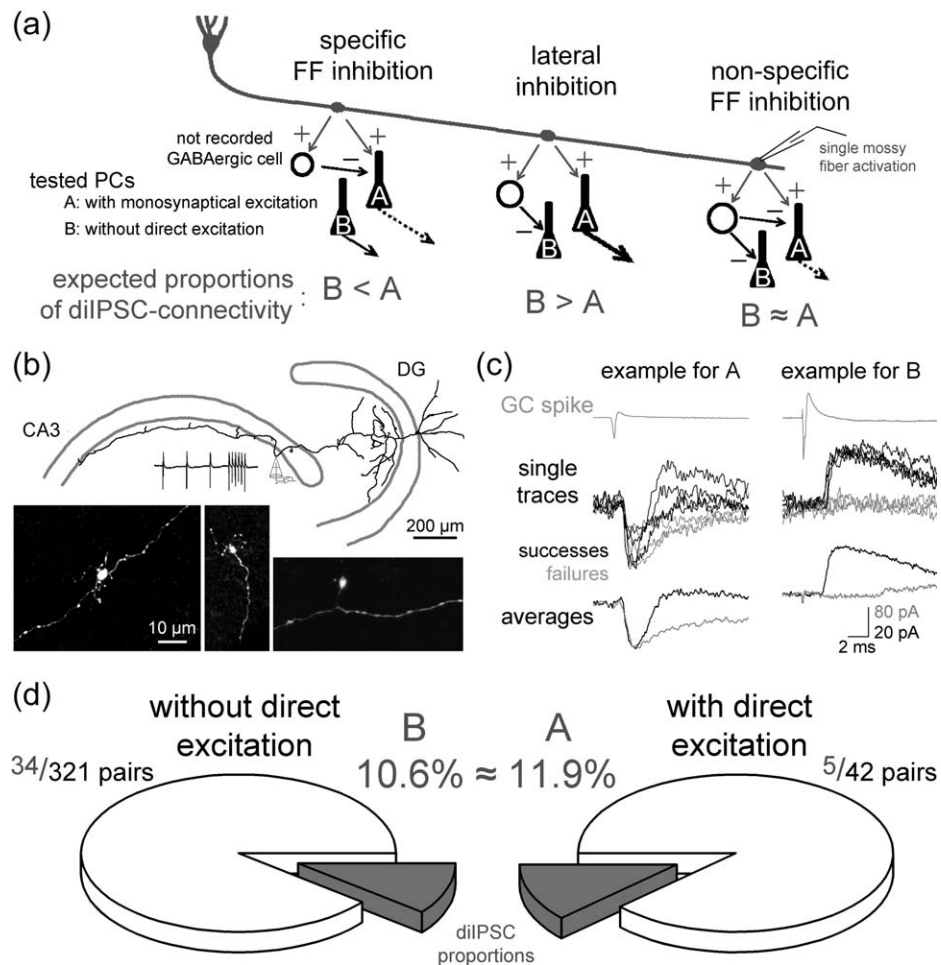 (a)
specific
FF inhibition
lateral
inhibition
non-specific
FF inhibition
not recorded
GABAergic cell
single mossy
fiber activation
+ +
+ +
+ +
−
−
−
−
tested PCs
A: with monosynaptical excitation
B: without direct excitation
A
B
A
B
A
B
expected proportions
of diIPSC-connectivity :
B < A
B > A
B ≈ A
(b)
DG
CA3
200 µm
10 µm
(c)
example for A
example for B
GC spike
single
traces
successes
failures
averages
80 pA
20 pA
2 ms
(d)
without direct
excitation
with direct
excitation
B
A
34/321 pairs
10.6% ≈ 11.9%
5/42 pairs
diIPSC
proportions